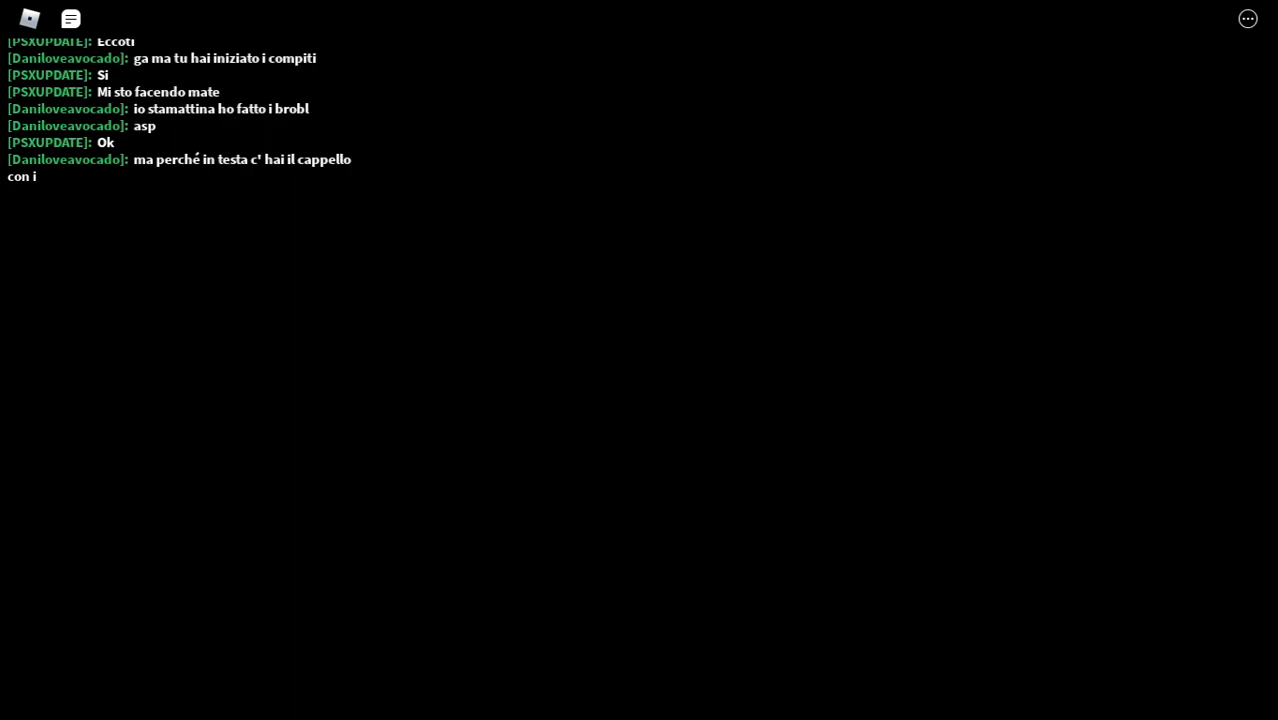 [PSXUPDATE]: Eccoti
[Daniloveavocado]: ga ma tu hai iniziato i compiti
[PSXUPDATE]: Si
[PSXUPDATE]: Mi sto facendo mate
[Daniloveavocado]: io stamattina ho fatto i brobl
[Daniloveavocado]: asp
[PSXUPDATE]: Ok
[Daniloveavocado]: ma perché in testa c' hai il cappello
con i